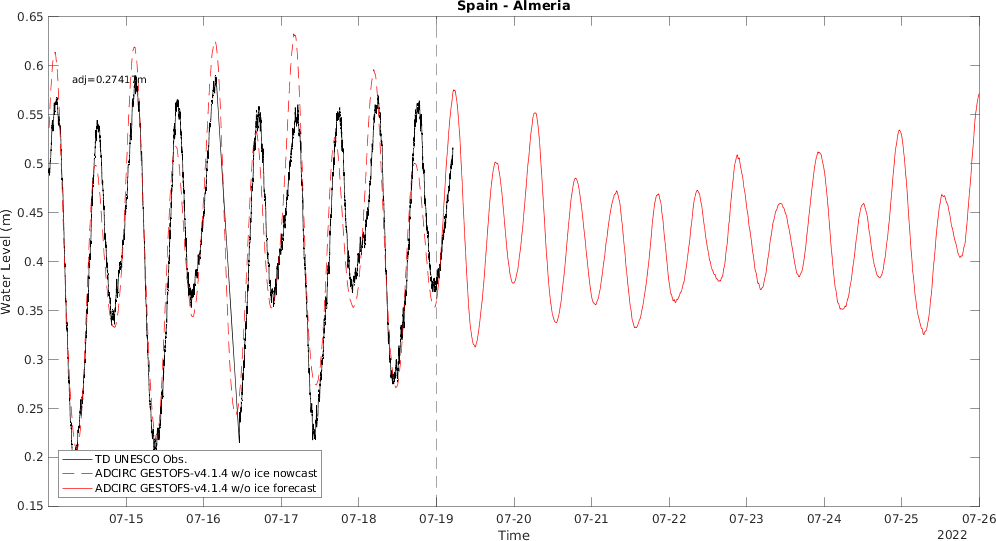 Spain - Almeria
0.65
0.6
0.55
0.5
0.45
0.4
0.35
0.3
0.25
0.2
0.15
Water Level (m)
adj=0.2741 m
TD UNESCO Obs.
ADCIRC GESTOFS-v4.1.4 w/o ice nowcast
ADCIRC GESTOFS-v4.1.4 w/o ice forecast
07-15 07-16 07-17 07-18 07-19 07-20 07-21 07-22 07-23 07-24 07-25 07-26
Time
2022